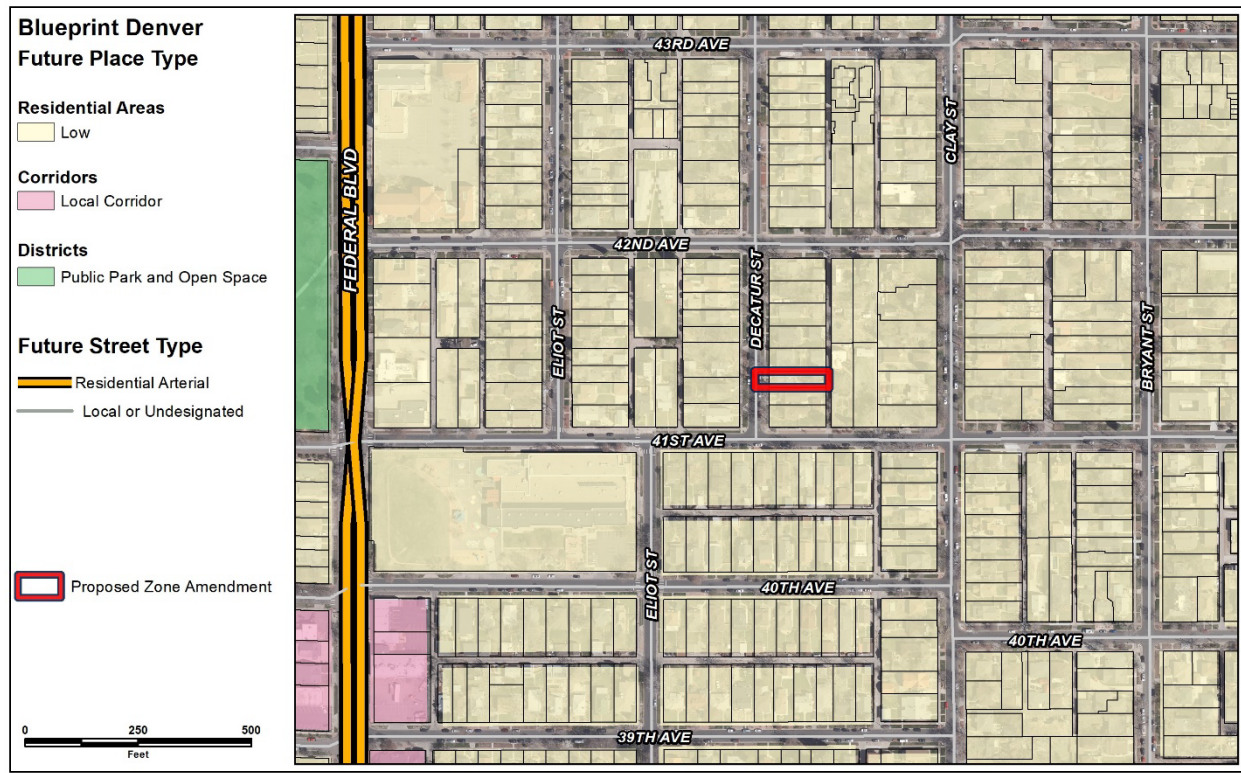 Blueprint Denver
Future Place Type
Residential Areas
Low
Corridors
Local Corridor
Districts
Public Park and Open Space
Future Street Type
Residential Arterial
Local or Undesignated
Proposed Zone Amendment
0 250 500
Feet
43RD AVE
FEDERAL BLVD
CLAY ST
42ND AVE
ELIOT ST
DECATUR ST
BRYANT ST
41ST AVE
ELIOT ST
40TH AVE
40TH AVE
39TH AVE